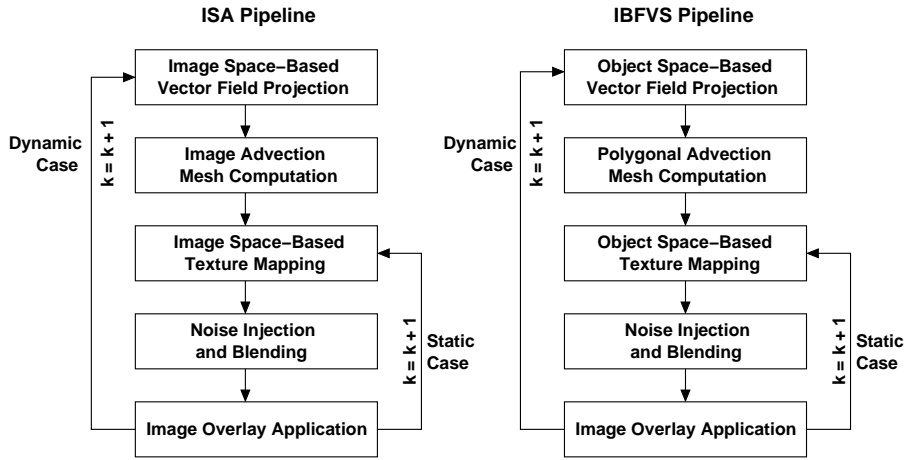 ISA Pipeline
Image Space–Based
Vector Field Projection
Dynamic
Case
k = k + 1
Image Advection
Mesh Computation
Image Space–Based
Texture Mapping
Noise Injection
and Blending
k = k + 1
Static
Case
Image Overlay Application
IBFVS Pipeline
Object Space–Based
Vector Field Projection
Dynamic
Case
k = k + 1
Polygonal Advection
Mesh Computation
Object Space–Based
Texture Mapping
Noise Injection
and Blending
k = k + 1
Static
Case
Image Overlay Application